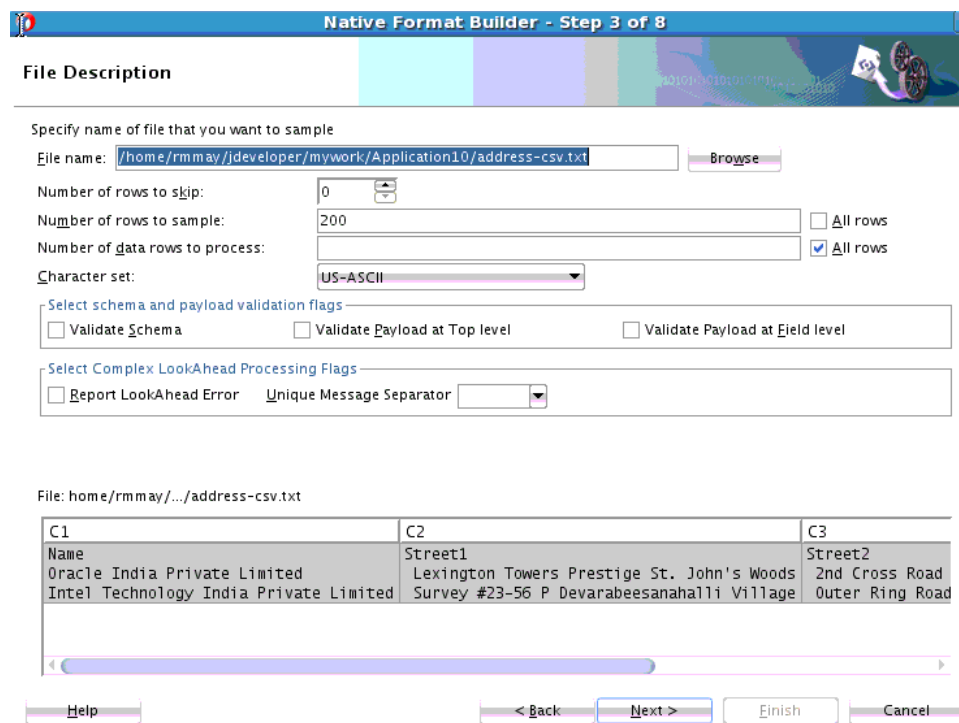 Native Format Builder - Step 3 of 8
File Description
Specify name of file that you want to sample
File name: /home/rmmay/jdeveloper/mywork/Application10/address-csv.txt Browse
Number of rows to skip: 0
Number of rows to sample: 200 All rows
Number of data rows to process: All rows
Character set: US-ASCII
Select schema and payload validation flags
Validate Schema Validate Payload at Top level Validate Payload at Field level
Select Complex LookAhead Processing Flags
Report LookAhead Error Unique Message Separator
File: home/rmmay/.../address-csv.txt
C1 C2 C3
Name Street1 Street2
Oracle India Private Limited Lexington Towers Prestige St. John's Woods 2nd Cross Road
Intel Technology India Private Limited Survey #23-56 P Devarabeesanahalli Village Outer Ring Road
Help < Back Next > Finish Cancel